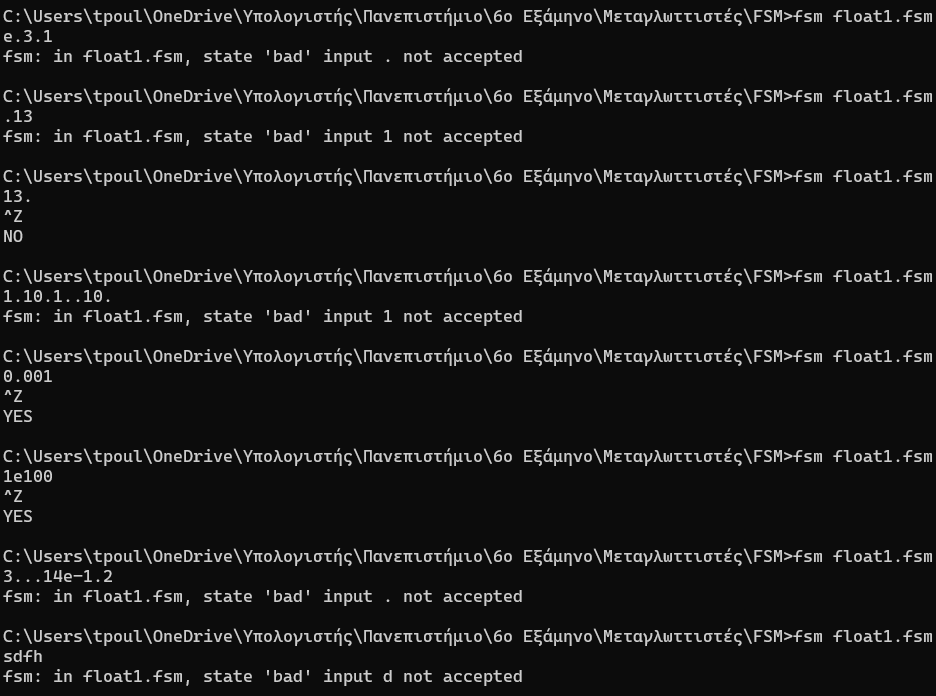 C:\Users\tpoul\OneDrive\Υπολογιστής\Πανεπιστήμιο\6ο Εξάμηνο\Μεταγλωττιστές\FSM>fsm float1.fsm
e.3.1
fsm: in float1.fsm, state 'bad' input . not accepted
C:\Users\tpoul\OneDrive\Υπολογιστής\Πανεπιστήμιο\6ο Εξάμηνο\Μεταγλωττιστές\FSM>fsm float1.fsm
.13
fsm: in float1.fsm, state 'bad' input 1 not accepted
C:\Users\tpoul\OneDrive\Υπολογιστής\Πανεπιστήμιο\6ο Εξάμηνο\Μεταγλωττιστές\FSM>fsm float1.fsm
13.
^Z
NO
C:\Users\tpoul\OneDrive\Υπολογιστής\Πανεπιστήμιο\6ο Εξάμηνο\Μεταγλωττιστές\FSM>fsm float1.fsm
1.10.1..10.
fsm: in float1.fsm, state 'bad' input 1 not accepted
C:\Users\tpoul\OneDrive\Υπολογιστής\Πανεπιστήμιο\6ο Εξάμηνο\Μεταγλωττιστές\FSM>fsm float1.fsm
0.001
^Z
YES
C:\Users\tpoul\OneDrive\Υπολογιστής\Πανεπιστήμιο\6ο Εξάμηνο\Μεταγλωττιστές\FSM>fsm float1.fsm
1e100
^Z
YES
C:\Users\tpoul\OneDrive\Υπολογιστής\Πανεπιστήμιο\6ο Εξάμηνο\Μεταγλωττιστές\FSM>fsm float1.fsm
3...14e-1.2
fsm: in float1.fsm, state 'bad' input . not accepted
C:\Users\tpoul\OneDrive\Υπολογιστής\Πανεπιστήμιο\6ο Εξάμηνο\Μεταγλωττιστές\FSM>fsm float1.fsm
sdfh
fsm: in float1.fsm, state 'bad' input d not accepted